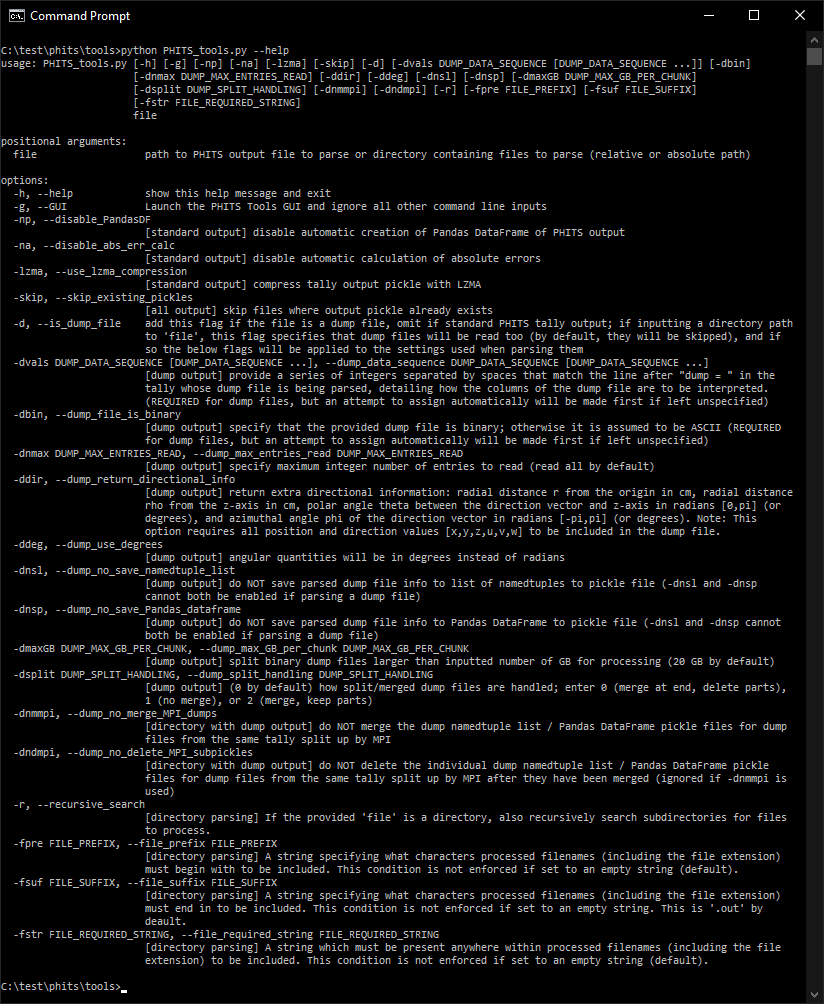 Command Prompt
C:\test\phits\tools>python PHITS_tools.py --help
usage: PHITS_tools.py [-h] [-g] [-np] [-na] [-lzma] [-skip] [-d] [-dvals DUMP_DATA_SEQUENCE [DUMP_DATA_SEQUENCE ...]] [-dbin]
[-dnmax DUMP_MAX_ENTRIES_READ] [-ddir] [-ddeg] [-dnsl] [-dnsp] [-dmaxGB DUMP_MAX_GB_PER_CHUNK]
[-dsplit DUMP_SPLIT_HANDLING] [-dnmmpi] [-dndmpi] [-r] [-fpre FILE_PREFIX] [-fsuf FILE_SUFFIX]
[-fstr FILE_REQUIRED_STRING]
file
positional arguments:
file path to PHITS output file to parse or directory containing files to parse (relative or absolute path)
options:
-h, --help show this help message and exit
-g, --GUI Launch the PHITS Tools GUI and ignore all other command line inputs
-np, --disable_PandasDF
[standard output] disable automatic creation of Pandas DataFrame of PHITS output
-na, --disable_abs_err_calc
[standard output] disable automatic calculation of absolute errors
-lzma, --use_lzma_compression
[standard output] compress tally output pickle with LZMA
-skip, --skip_existing_pickles
[all output] skip files where output pickle already exists
-d, --is_dump_file add this flag if the file is a dump file, omit if standard PHITS tally output; if inputting a directory path
to 'file', this flag specifies that dump files will be read too (by default, they will be skipped), and if
so the below flags will be applied to the settings used when parsing them
-dvals DUMP_DATA_SEQUENCE [DUMP_DATA_SEQUENCE ...], --dump_data_sequence DUMP_DATA_SEQUENCE [DUMP_DATA_SEQUENCE ...]
[dump output] provide a series of integers separated by spaces that match the line after "dump = " in the
tally whose dump file is being parsed, detailing how the columns of the dump file are to be interpreted.
(REQUIRED for dump files, but an attempt to assign automatically will be made first if left unspecified)
-dbin, --dump_file_is_binary
[dump output] specify that the provided dump file is binary; otherwise it is assumed to be ASCII (REQUIRED
for dump files, but an attempt to assign automatically will be made first if left unspecified)
-dnmax DUMP_MAX_ENTRIES_READ, --dump_max_entries_read DUMP_MAX_ENTRIES_READ
[dump output] specify maximum integer number of entries to read (read all by default)
-ddir, --dump_return_directional_info
[dump output] return extra directional information: radial distance r from the origin in cm, radial distance
rho from the z-axis in cm, polar angle theta between the direction vector and z-axis in radians [0,pi] (or
degrees), and azimuthal angle phi of the direction vector in radians [-pi,pi] (or degrees). Note: This
option requires all position and direction values [x,y,z,u,v,w] to be included in the dump file.
-ddeg, --dump_use_degrees
[dump output] angular quantities will be in degrees instead of radians
-dnsl, --dump_no_save_namedtuple_list
[dump output] do NOT save parsed dump file info to list of namedtuples to pickle file (-dnsl and -dnsp
cannot both be enabled if parsing a dump file)
-dnsp, --dump_no_save_Pandas_dataframe
[dump output] do NOT save parsed dump file info to Pandas DataFrame to pickle file (-dnsl and -dnsp cannot
both be enabled if parsing a dump file)
-dmaxGB DUMP_MAX_GB_PER_CHUNK, --dump_max_GB_per_chunk DUMP_MAX_GB_PER_CHUNK
[dump output] split binary dump files larger than inputted number of GB for processing (20 GB by default)
-dsplit DUMP_SPLIT_HANDLING, --dump_split_handling DUMP_SPLIT_HANDLING
[dump output] (0 by default) how split/merged dump files are handled; enter 0 (merge at end, delete parts),
1 (no merge), or 2 (merge, keep parts)
-dnmmpi, --dump_no_merge_MPI_dumps
[directory with dump output] do NOT merge the dump namedtuple list / Pandas DataFrame pickle files for dump
files from the same tally split up by MPI
-dndmpi, --dump_no_delete_MPI_subpickles
[directory with dump output] do NOT delete the individual dump namedtuple list / Pandas DataFrame pickle
files for dump files from the same tally split up by MPI after they have been merged (ignored if -dnmmpi is
used)
-r, --recursive_search
[directory parsing] If the provided 'file' is a directory, also recursively search subdirectories for files
to process.
-fpre FILE_PREFIX, --file_prefix FILE_PREFIX
[directory parsing] A string specifying what characters processed filenames (including the file extension)
must begin with to be included. This condition is not enforced if set to an empty string (default).
-fsuf FILE_SUFFIX, --file_suffix FILE_SUFFIX
[directory parsing] A string specifying what characters processed filenames (including the file extension)
must end in to be included. This condition is not enforced if set to an empty string. This is '.out' by
deault.
-fstr FILE_REQUIRED_STRING, --file_required_string FILE_REQUIRED_STRING
[directory parsing] A string which must be present anywhere within processed filenames (including the file
extension) to be included. This condition is not enforced if set to an empty string (default).
C:\test\phits\tools>